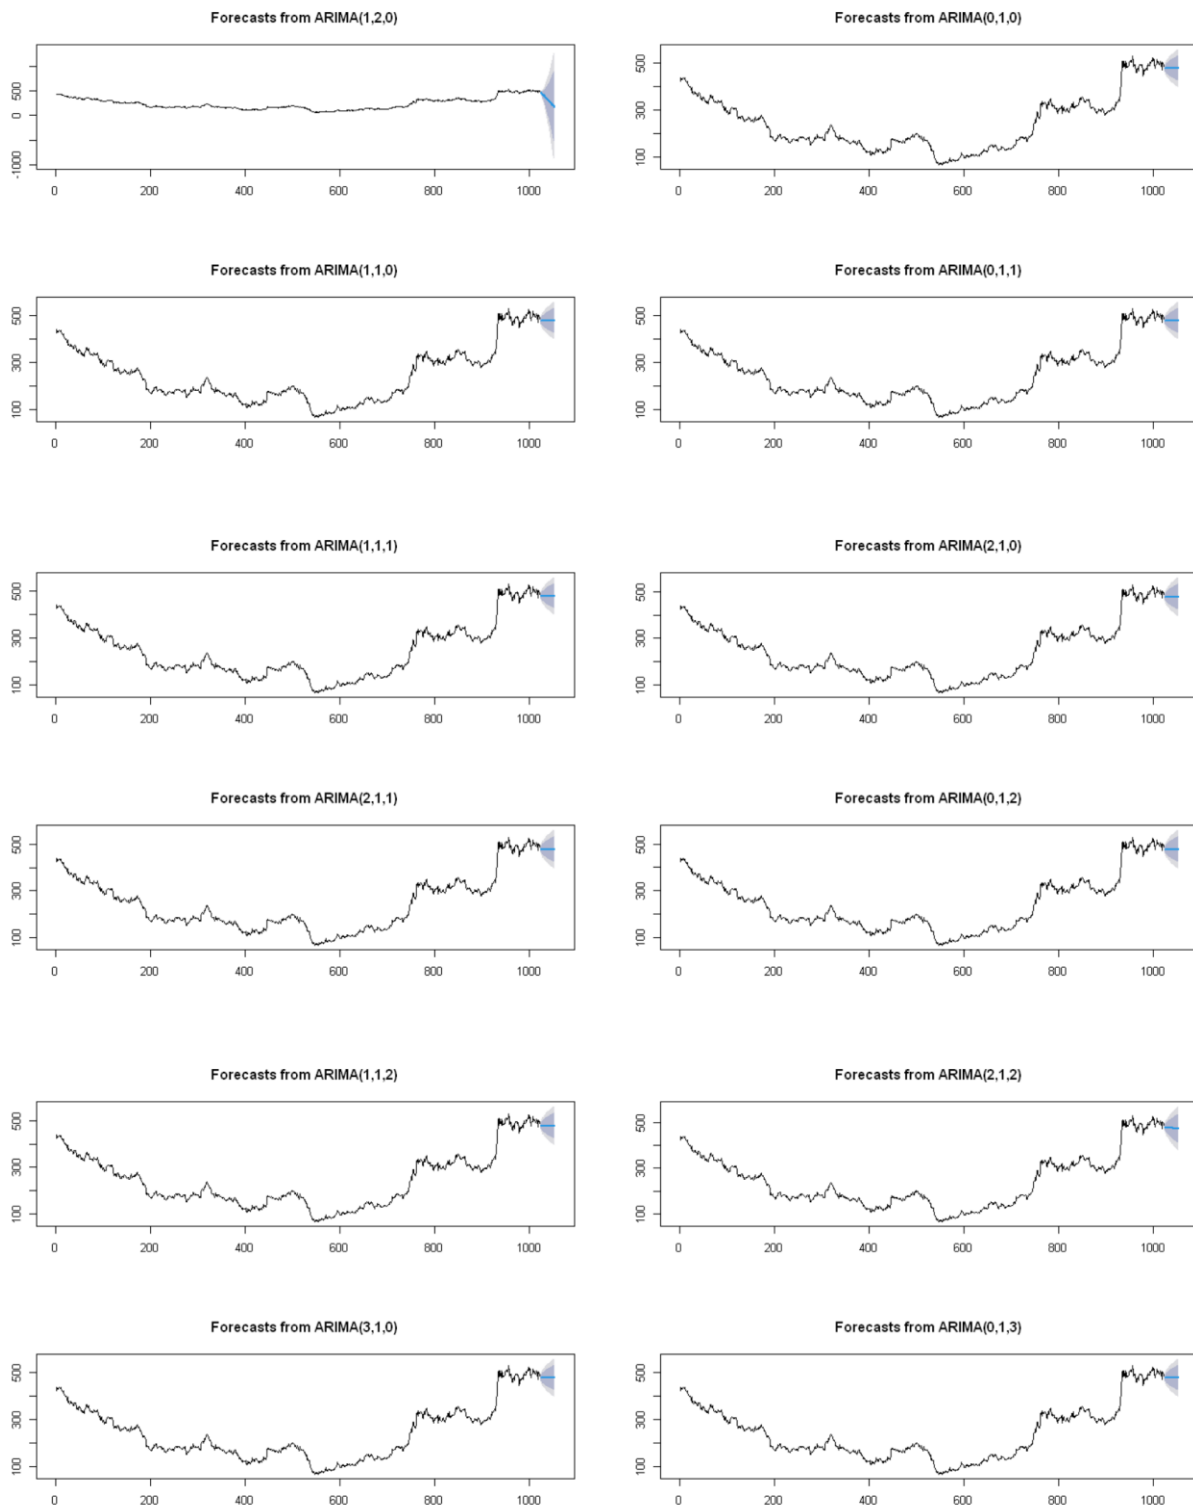 Forecasts from ARIMA(1,2,0)
Forecasts from ARIMA(0,1,0)
500
0
-1000
0 200 400 600 800 1000
500
300
100
0 200 400 600 800 1000
Forecasts from ARIMA(1,1,0)
Forecasts from ARIMA(0,1,1)
500
300
100
0 200 400 600 800 1000
500
300
100
0 200 400 600 800 1000
Forecasts from ARIMA(1,1,1)
Forecasts from ARIMA(2,1,0)
500
300
100
0 200 400 600 800 1000
500
300
100
0 200 400 600 800 1000
Forecasts from ARIMA(2,1,1)
Forecasts from ARIMA(0,1,2)
500
300
100
0 200 400 600 800 1000
500
300
100
0 200 400 600 800 1000
Forecasts from ARIMA(1,1,2)
Forecasts from ARIMA(2,1,2)
500
300
100
0 200 400 600 800 1000
500
300
100
0 200 400 600 800 1000
Forecasts from ARIMA(3,1,0)
Forecasts from ARIMA(0,1,3)
500
300
100
0 200 400 600 800 1000
500
300
100
0 200 400 600 800 1000